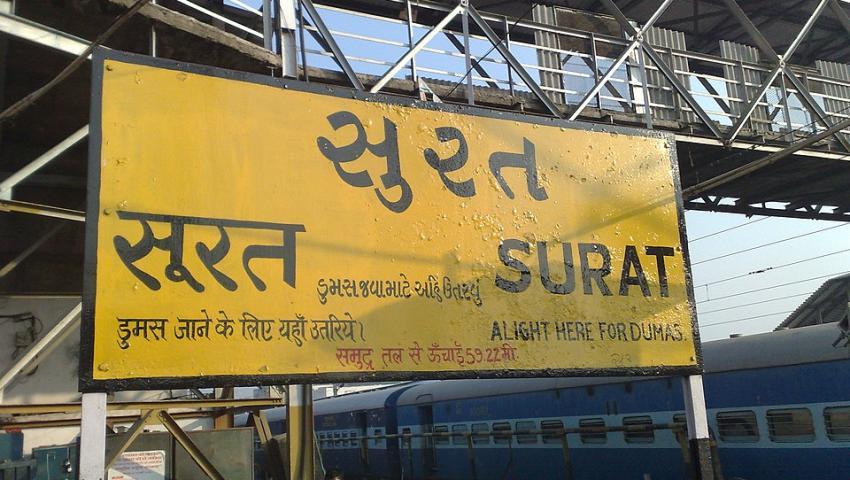 સુરત
सूरत
SURAT
ડુમસ જવા માટે અહિં ઉતરવું
डुमस जाने के लिए यहाँ उतरिये।
ALIGHT HERE FOR DUMAS.
समुद्र तल से ऊँचाई 59.22 मी